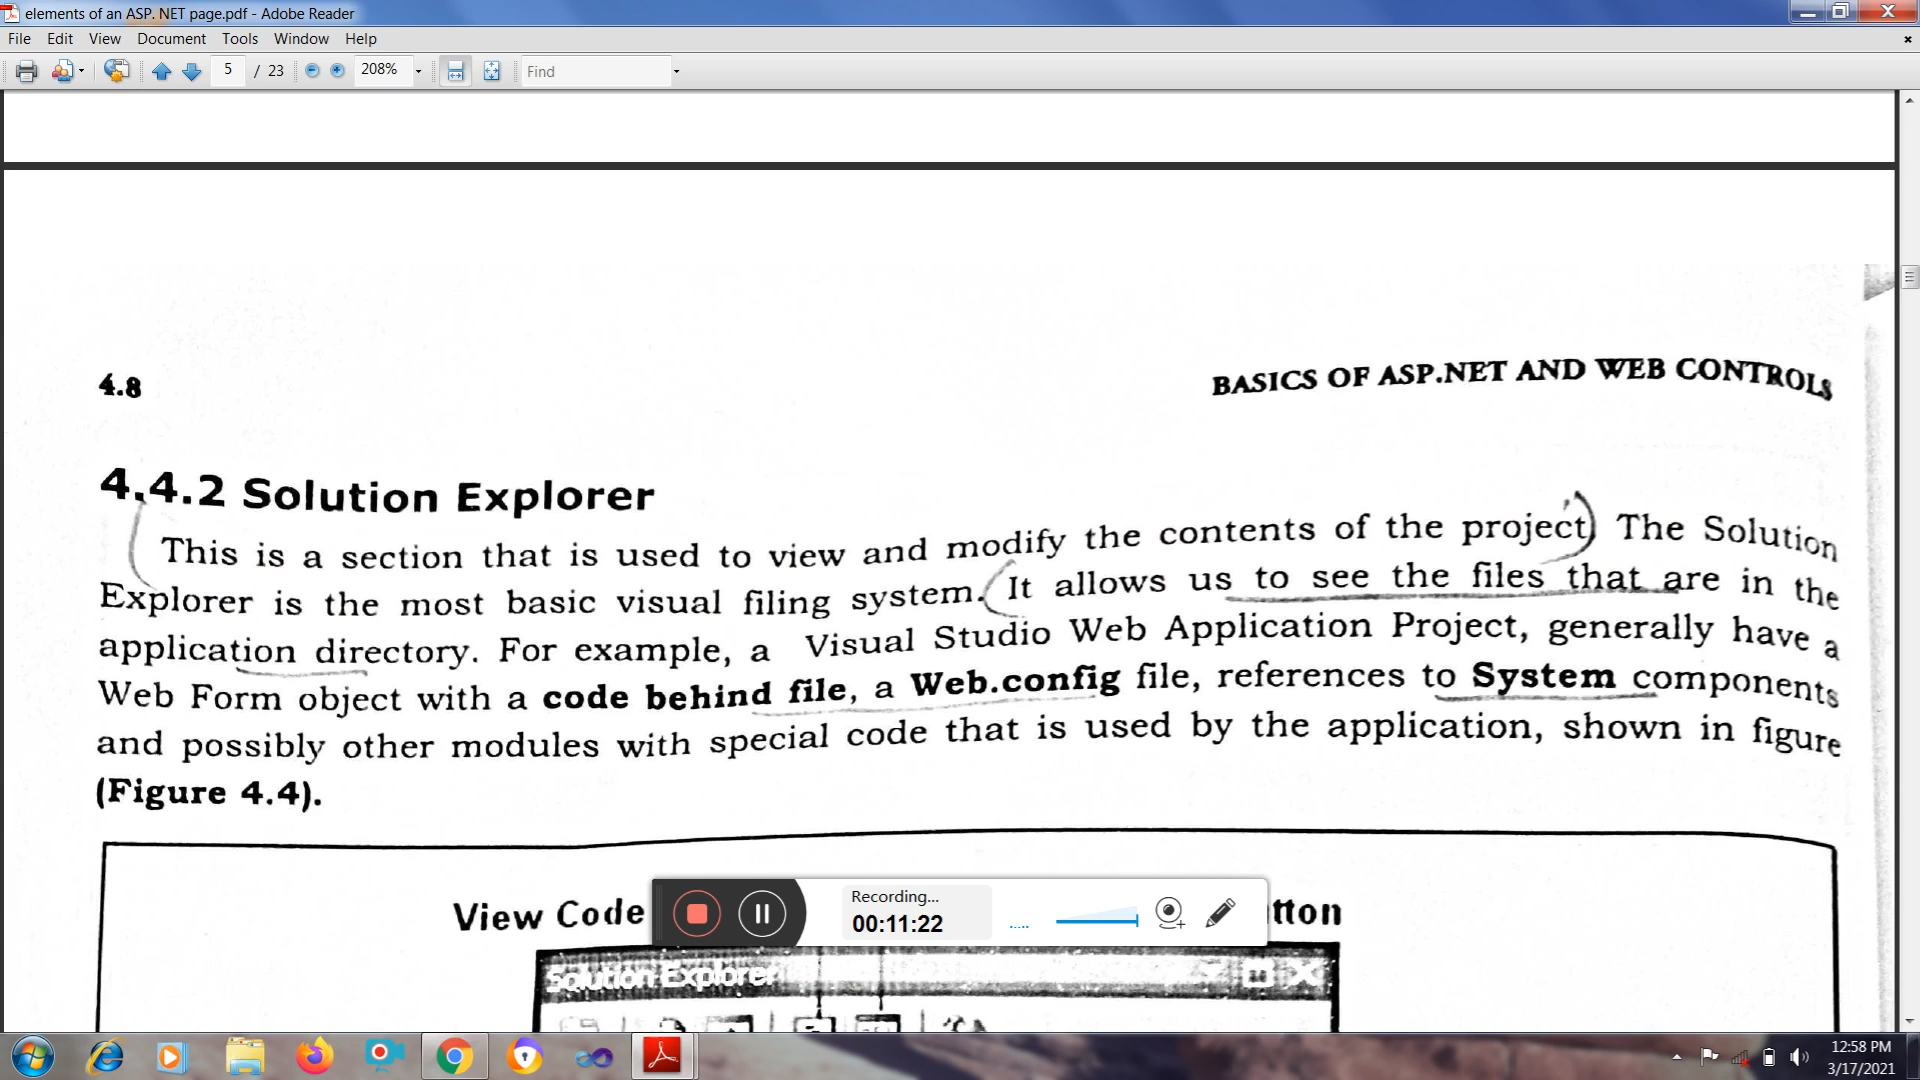 elements of an ASP. NET page.pdf - Adobe Reader
File Edit View Document Tools Window Help
5 / 23 208% Find
4.8 BASICS OF ASP.NET AND WEB CONTROLS
4.4.2 Solution Explorer
This is a section that is used to view and modify the contents of the project. The Solution
Explorer is the most basic visual filing system. It allows us to see the files that are in the
application directory. For example, a Visual Studio Web Application Project, generally have a
Web Form object with a code behind file, a Web.config file, references to System components
and possibly other modules with special code that is used by the application, shown in figure
(Figure 4.4).
View Code tton
Recording...
00:11:22
Solution Explorer
12:58 PM
3/17/2021